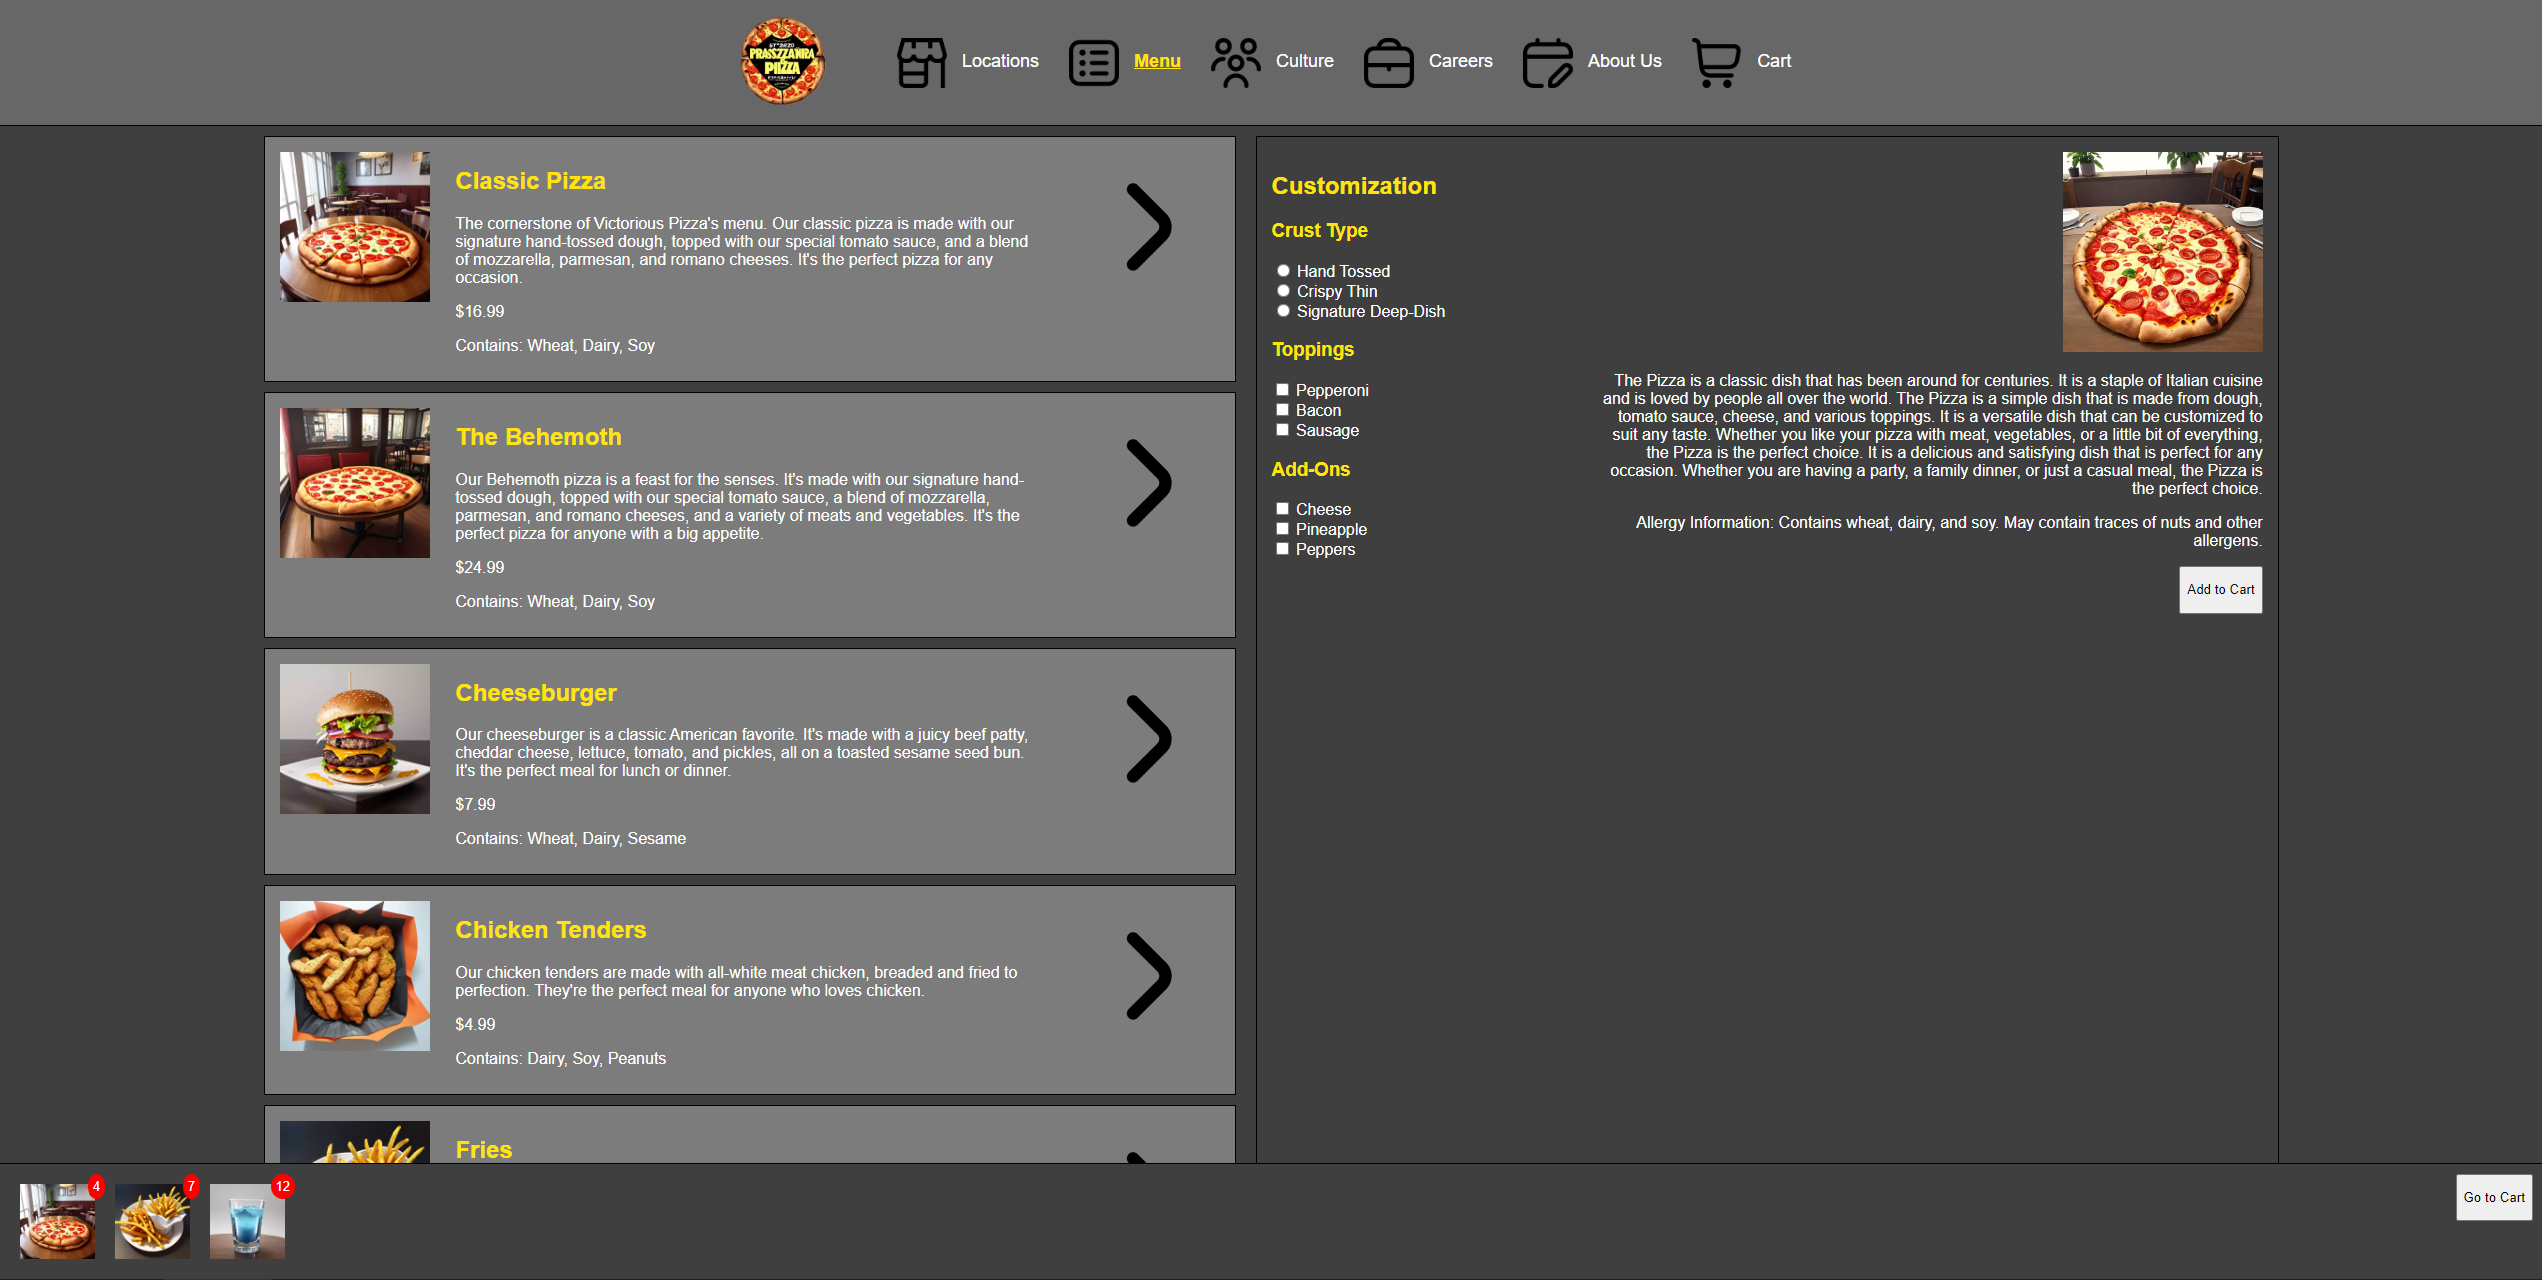 PIZZA
Locations
Menu
Culture
Careers
About Us
Cart
Classic Pizza
The cornerstone of Victorious Pizza's menu. Our classic pizza is made with our
signature hand-tossed dough, topped with our special tomato sauce, and a blend
of mozzarella, parmesan, and romano cheeses. It's the perfect pizza for any
occasion.
$16.99
Contains: Wheat, Dairy, Soy
The Behemoth
Our Behemoth pizza is a feast for the senses. It's made with our signature hand-
tossed dough, topped with our special tomato sauce, a blend of mozzarella,
parmesan, and romano cheeses, and a variety of meats and vegetables. It's the
perfect pizza for anyone with a big appetite.
$24.99
Contains: Wheat, Dairy, Soy
Cheeseburger
Our cheeseburger is a classic American favorite. It's made with a juicy beef patty,
cheddar cheese, lettuce, tomato, and pickles, all on a toasted sesame seed bun.
It's the perfect meal for lunch or dinner.
$7.99
Contains: Wheat, Dairy, Sesame
Chicken Tenders
Our chicken tenders are made with all-white meat chicken, breaded and fried to
perfection. They're the perfect meal for anyone who loves chicken.
$4.99
Contains: Dairy, Soy, Peanuts
Fries
Customization
Crust Type
Hand Tossed
Crispy Thin
Signature Deep-Dish
Toppings
Pepperoni
Bacon
Sausage
Add-Ons
Cheese
Pineapple
Peppers
The Pizza is a classic dish that has been around for centuries. It is a staple of Italian cuisine
and is loved by people all over the world. The Pizza is a simple dish that is made from dough,
tomato sauce, cheese, and various toppings. It is a versatile dish that can be customized to
suit any taste. Whether you like your pizza with meat, vegetables, or a little bit of everything,
the Pizza is the perfect choice. It is a delicious and satisfying dish that is perfect for any
occasion. Whether you are having a party, a family dinner, or just a casual meal, the Pizza is
the perfect choice.
Allergy Information: Contains wheat, dairy, and soy. May contain traces of nuts and other
allergens.
Add to Cart
4
7
12
Go to Cart